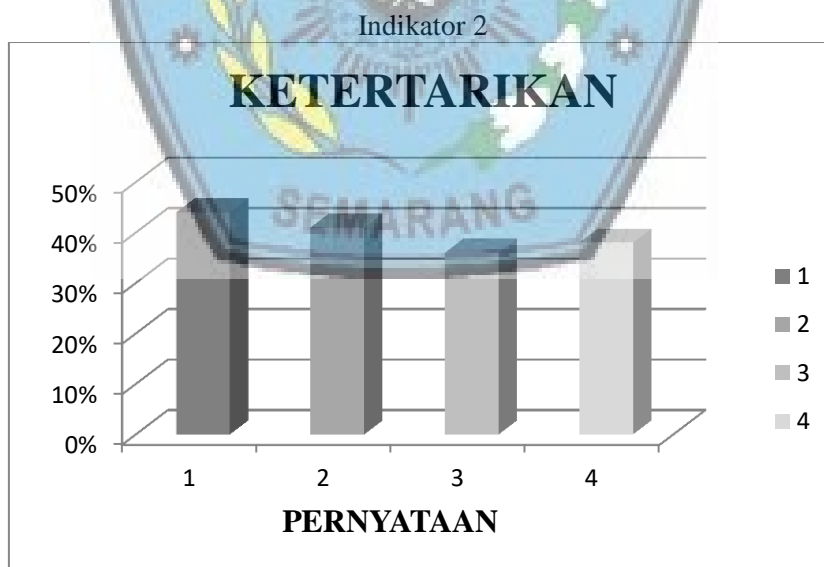 Indikator 2
KETERTARIKAN
SEMARANG
50%
40%
30%
20%
10%
0%
1
2
3
4
1 2 3 4
PERNYATAAN